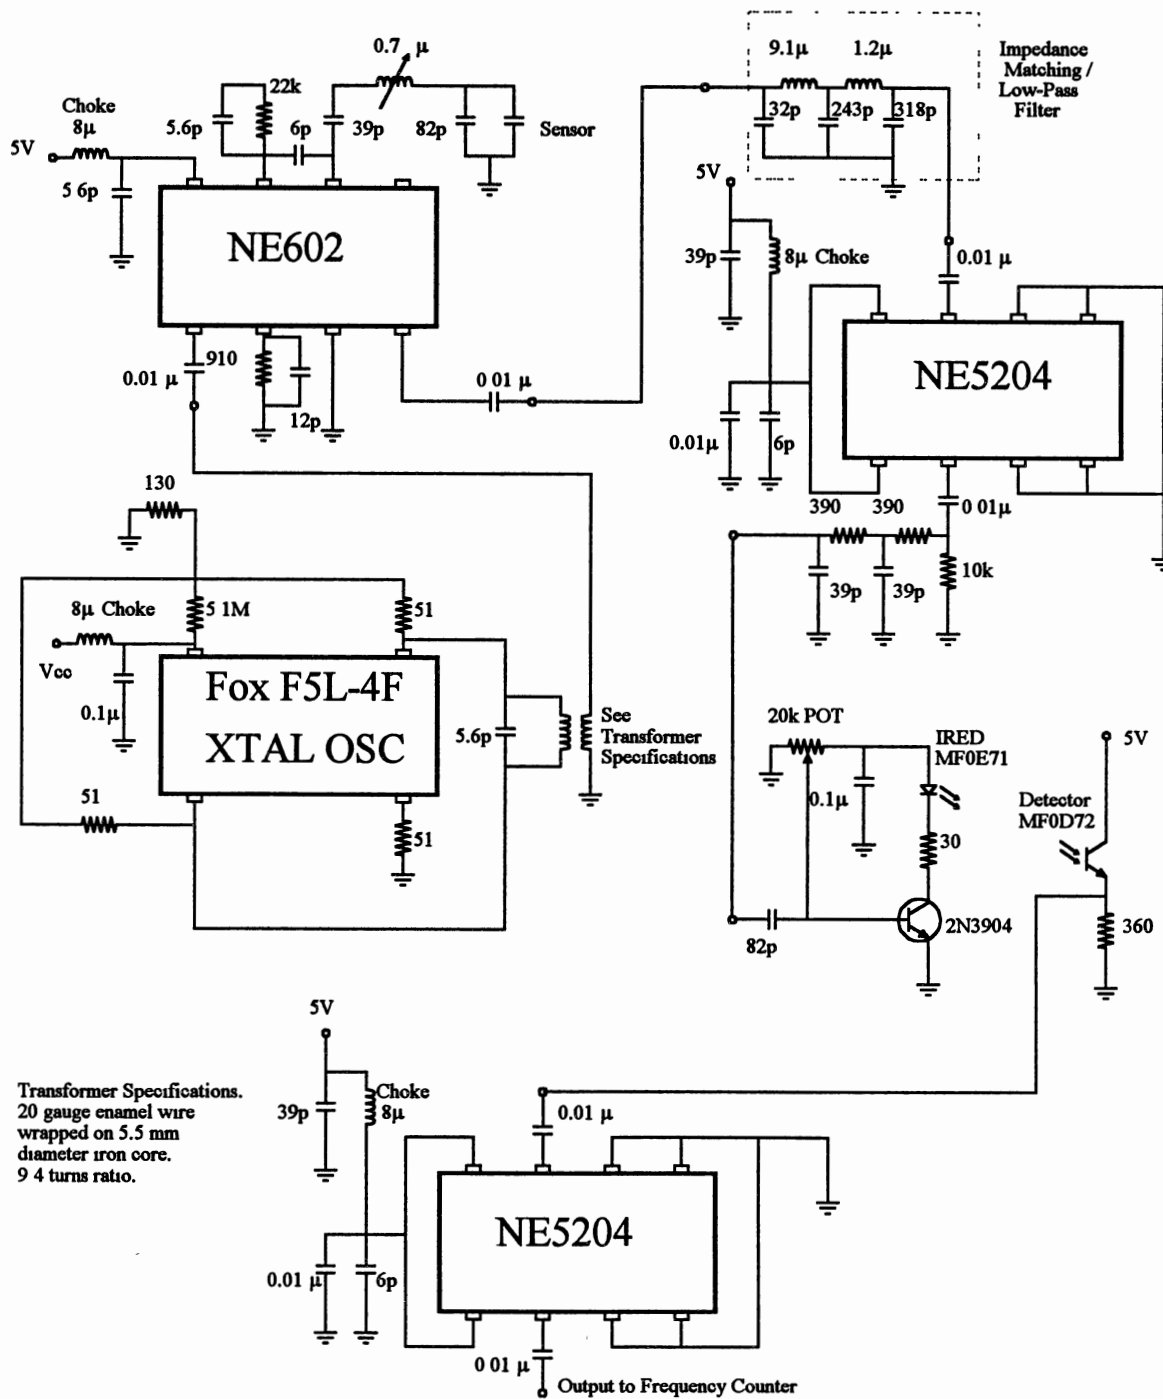 0.7 μ
22k
Choke
8μ
5.6p
6p
39p
82p
Sensor
5V
5 6p
NE602
910
0.01 μ
12p
0 01 μ
9.1μ
1.2μ
32p
243p
318p
Impedance
Matching /
Low-Pass
Filter
5V
39p
8μ Choke
0.01 μ
NE5204
0.01μ
6p
390
390
0 01μ
39p
39p
10k
130
8μ Choke
5 1M
51
Vcc
0.1μ
Fox F5L-4F
XTAL OSC
5.6p
See
Transformer
Specifications
51
51
20k POT
IRED
MF0E71
0.1μ
30
5V
Detector
MF0D72
82p
2N3904
360
5V
Transformer Specifications.
20 gauge enamel wire
wrapped on 5.5 mm
diameter iron core.
9 4 turns ratio.
39p
Choke
8μ
0.01 μ
NE5204
0.01 μ
6p
0 01 μ
Output to Frequency Counter